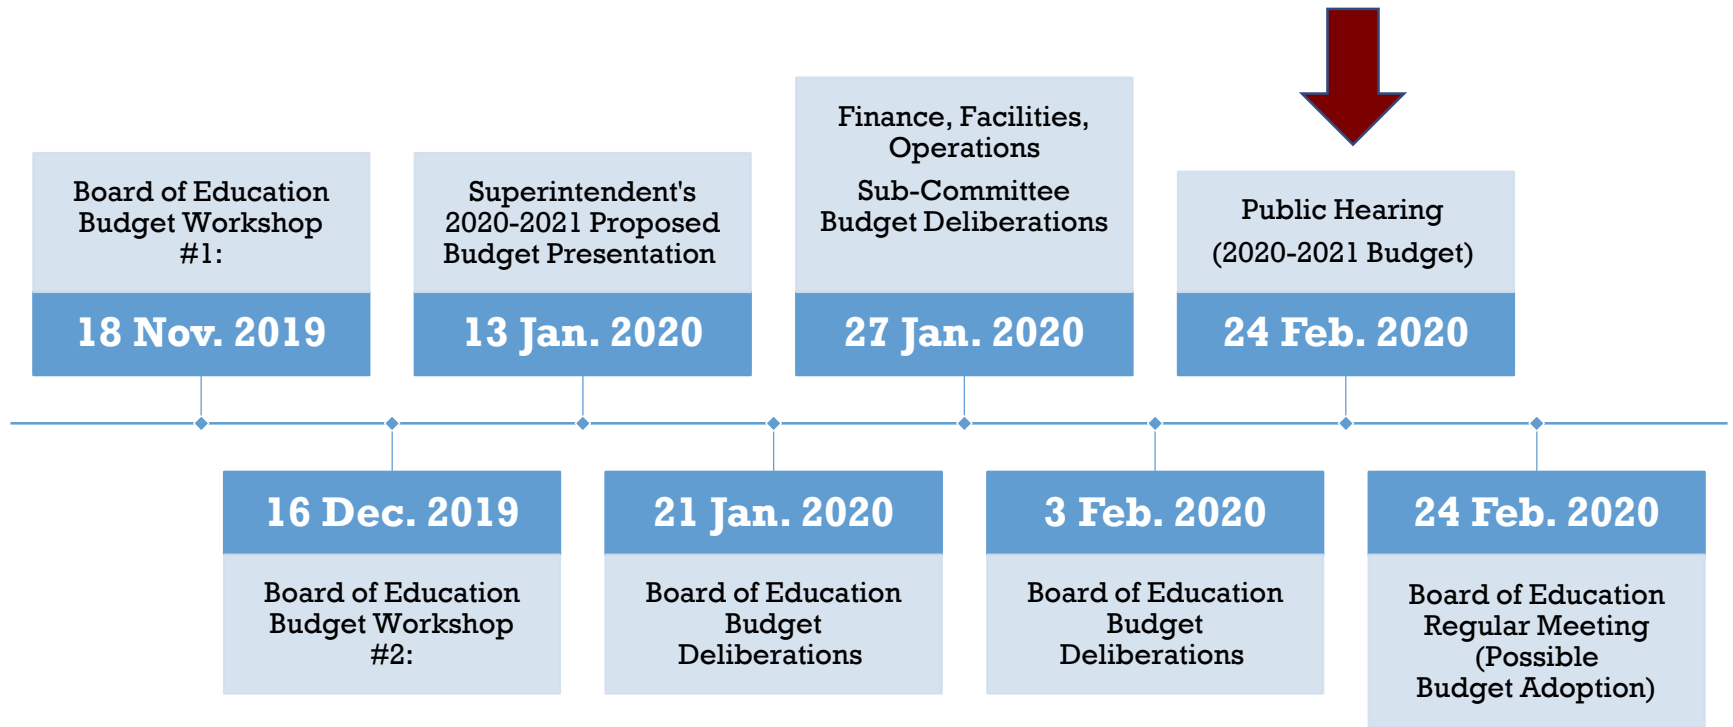 Board of Education
Budget Workshop
#1:
18 Nov. 2019
16 Dec. 2019
Board of Education
Budget Workshop
#2:
Superintendent's
2020-2021 Proposed
Budget Presentation
13 Jan. 2020
21 Jan. 2020
Board of Education
Budget
Deliberations
Finance, Facilities,
Operations
Sub-Committee
Budget Deliberations
27 Jan. 2020
3 Feb. 2020
Board of Education
Budget
Deliberations
Public Hearing
(2020-2021 Budget)
24 Feb. 2020
24 Feb. 2020
Board of Education
Regular Meeting
(Possible
Budget Adoption)